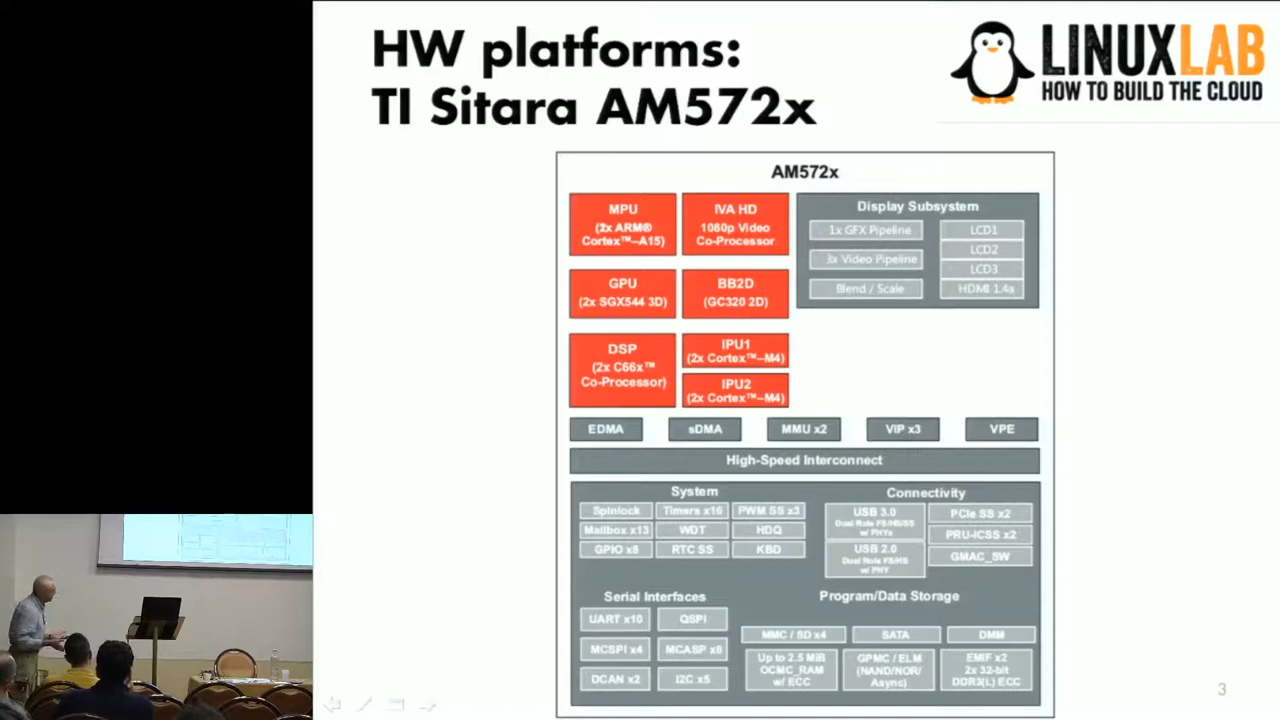 HW platforms:
TI Sitara AM572x
LINUXLAB
HOW TO BUILD THE CLOUD
AM572x
MPU
(2x ARM®
Cortex™–A15)
IVA HD
1080p Video
Co-Processor
Display Subsystem
1x GFX Pipeline
3x Video Pipeline
Blend / Scale
LCD1
LCD2
LCD3
HDMI 1.4a
GPU
(2x SGX544 3D)
BB2D
(GC320 2D)
DSP
(2x C66x™
Co-Processor)
IPU1
(2x Cortex™–M4)
IPU2
(2x Cortex™–M4)
EDMA
sDMA
MMU x2
VIP x3
VPE
High-Speed Interconnect
System
Spinlock
Timers x16
PWM SS x3
Mailbox x13
WDT
HDQ
GPIO x8
RTC SS
KBD
Connectivity
USB 3.0
Dual Role FS/HS/SS
w/ PHYs
USB 2.0
Dual Role FS/HS
w/ PHY
PCIe SS x2
PRU-ICSS x2
GMAC_SW
Serial Interfaces
UART x10
QSPI
MCSPI x4
MCASP x8
DCAN x2
I2C x5
Program/Data Storage
MMC / SD x4
SATA
DMM
Up to 2.5 MiB
OCMC_RAM
w/ ECC
GPMC / ELM
(NAND/NOR/
Async)
EMIF x2
2x 32-bit
DDR3(L) ECC
3